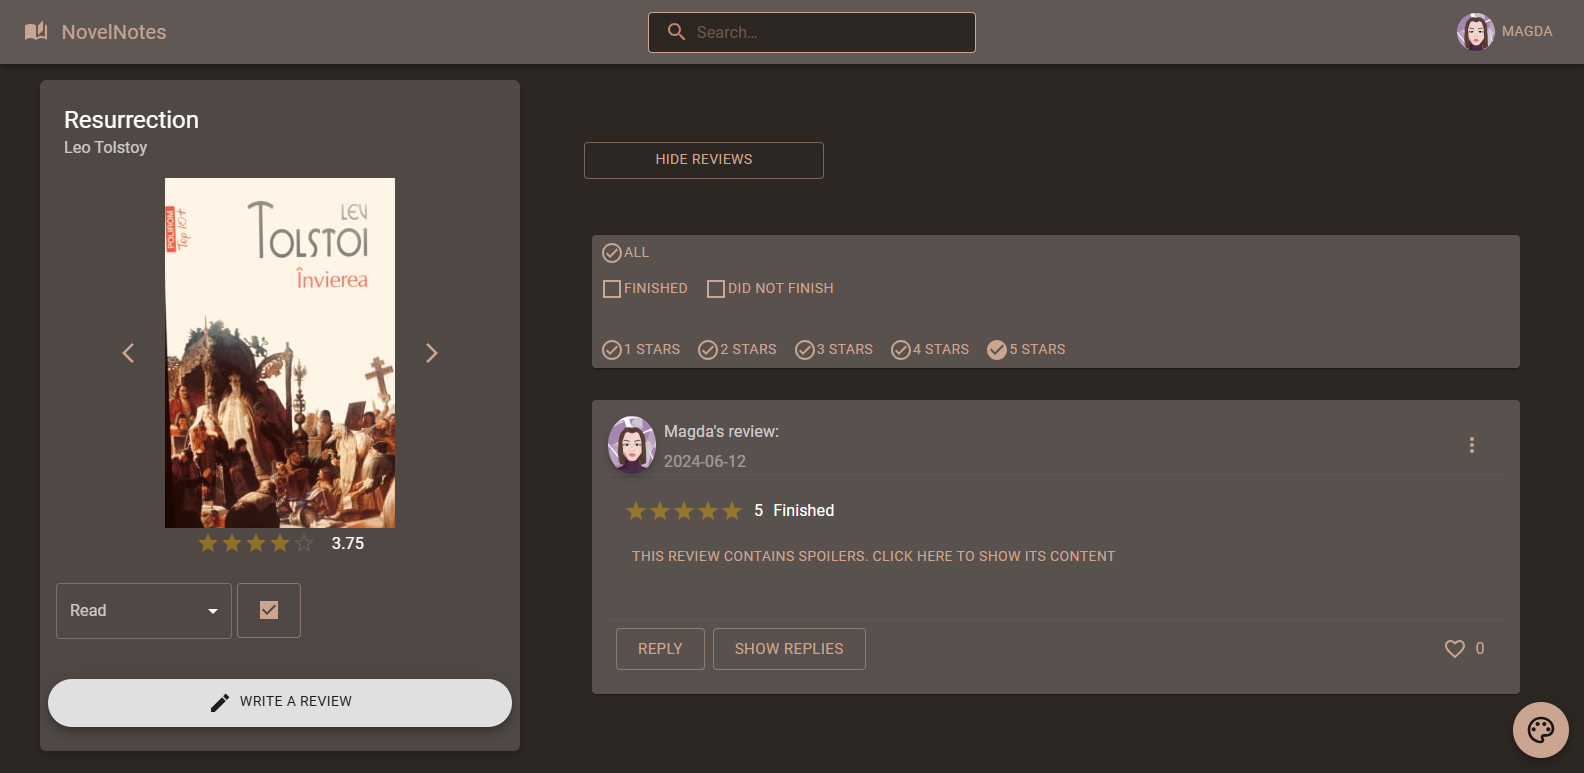 NovelNotes
Search...
MAGDA
Resurrection
Leo Tolstoy
POLIROM
Top 10+
LEV
TOLSTOI
Învierea
3.75
Read
WRITE A REVIEW
HIDE REVIEWS
ALL
FINISHED DID NOT FINISH
1 STARS 2 STARS 3 STARS 4 STARS 5 STARS
Magda's review:
2024-06-12
5 Finished
THIS REVIEW CONTAINS SPOILERS. CLICK HERE TO SHOW ITS CONTENT
REPLY SHOW REPLIES 0